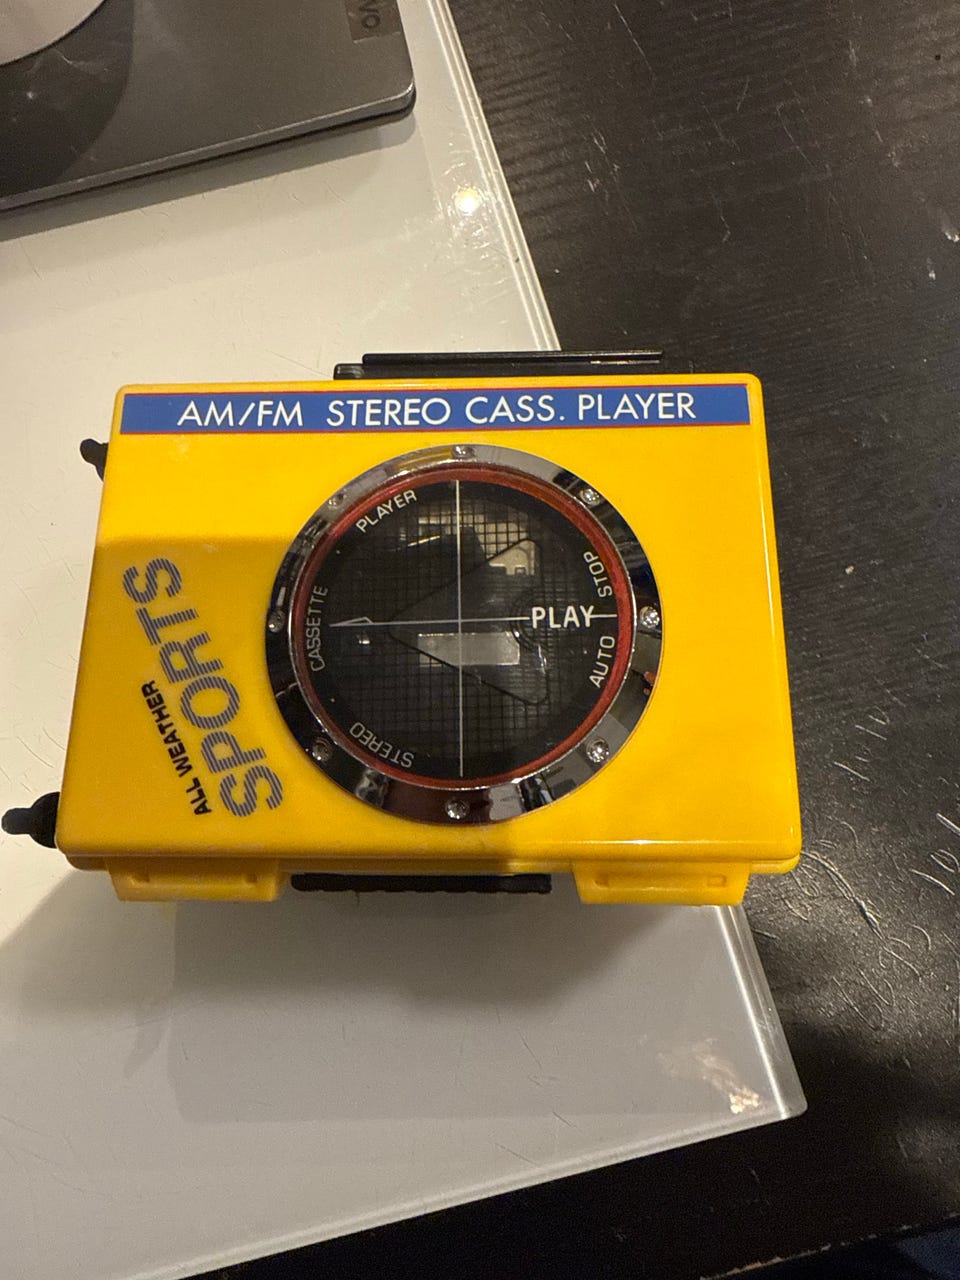 AM/FM STEREO CASS. PLAYER
PLAYER
CASSETTE
STEREO
STOP
PLAY
AUTO
ALL WEATHER
SPORTS